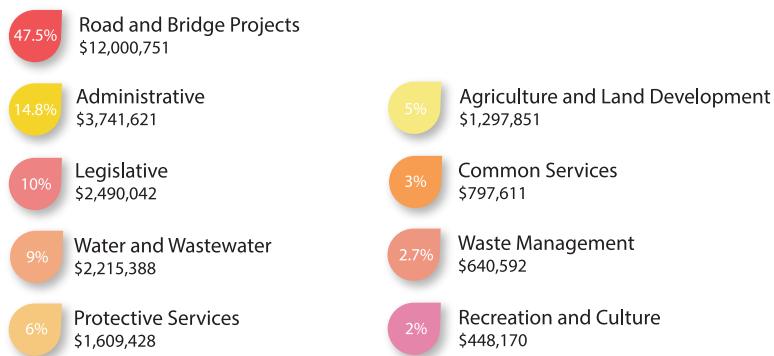 47.5%
Road and Bridge Projects
$12,000,751
14.8%
Administrative
$3,741,621
10%
Legislative
$2,490,042
9%
Water and Wastewater
$2,215,388
6%
Protective Services
$1,609,428
5%
Agriculture and Land Development
$1,297,851
3%
Common Services
$797,611
2.7%
Waste Management
$640,592
2%
Recreation and Culture
$448,170